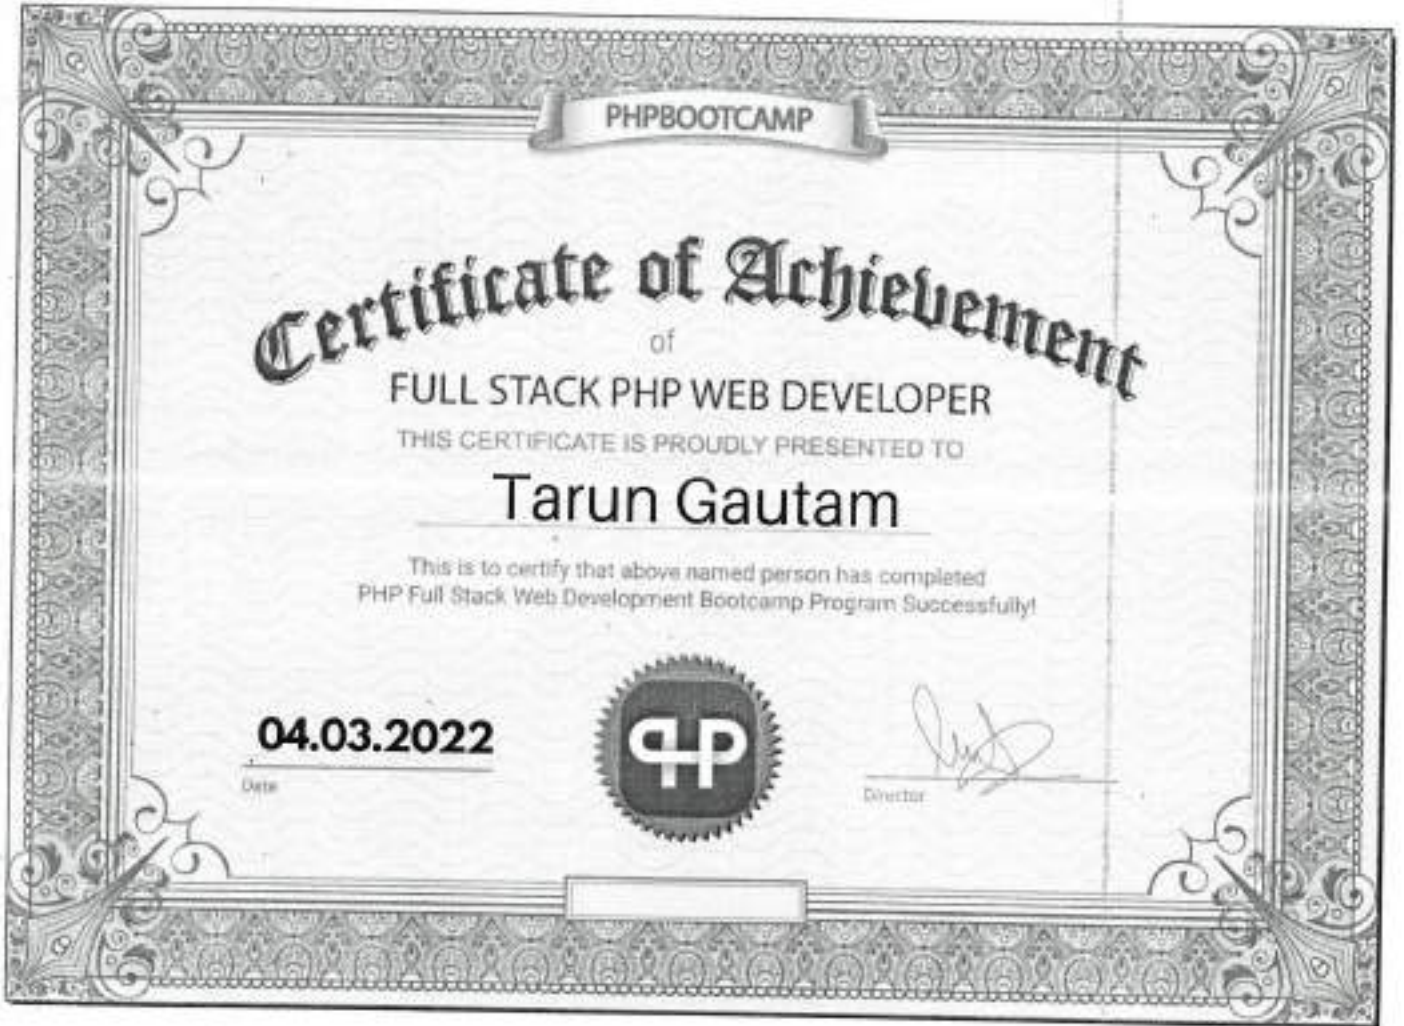 PHPBOOTCAMP
Certificate of Achievement
of
FULL STACK PHP WEB DEVELOPER
THIS CERTIFICATE IS PROUDLY PRESENTED TO
Tarun Gautam
This is to certify that above named person has completed
PHP Full Stack Web Development Bootcamp Program Successfully!
04.03.2022
Date
PHP
Director